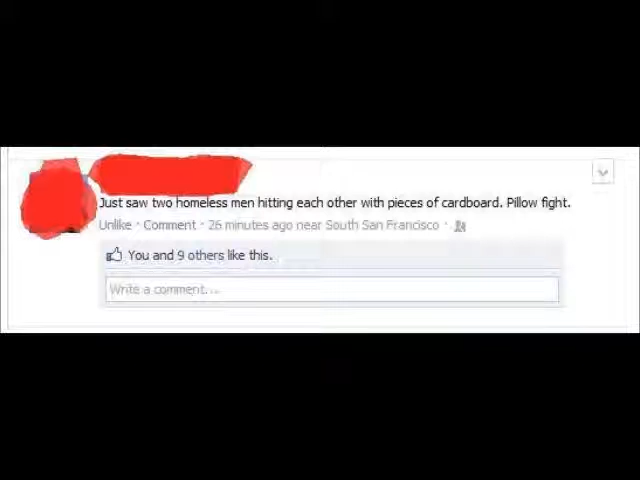 Just saw two homeless men hitting each other with pieces of cardboard. Pillow fight.
Unlike · Comment · 26 minutes ago near South San Francisco ·
You and 9 others like this.
Write a comment...